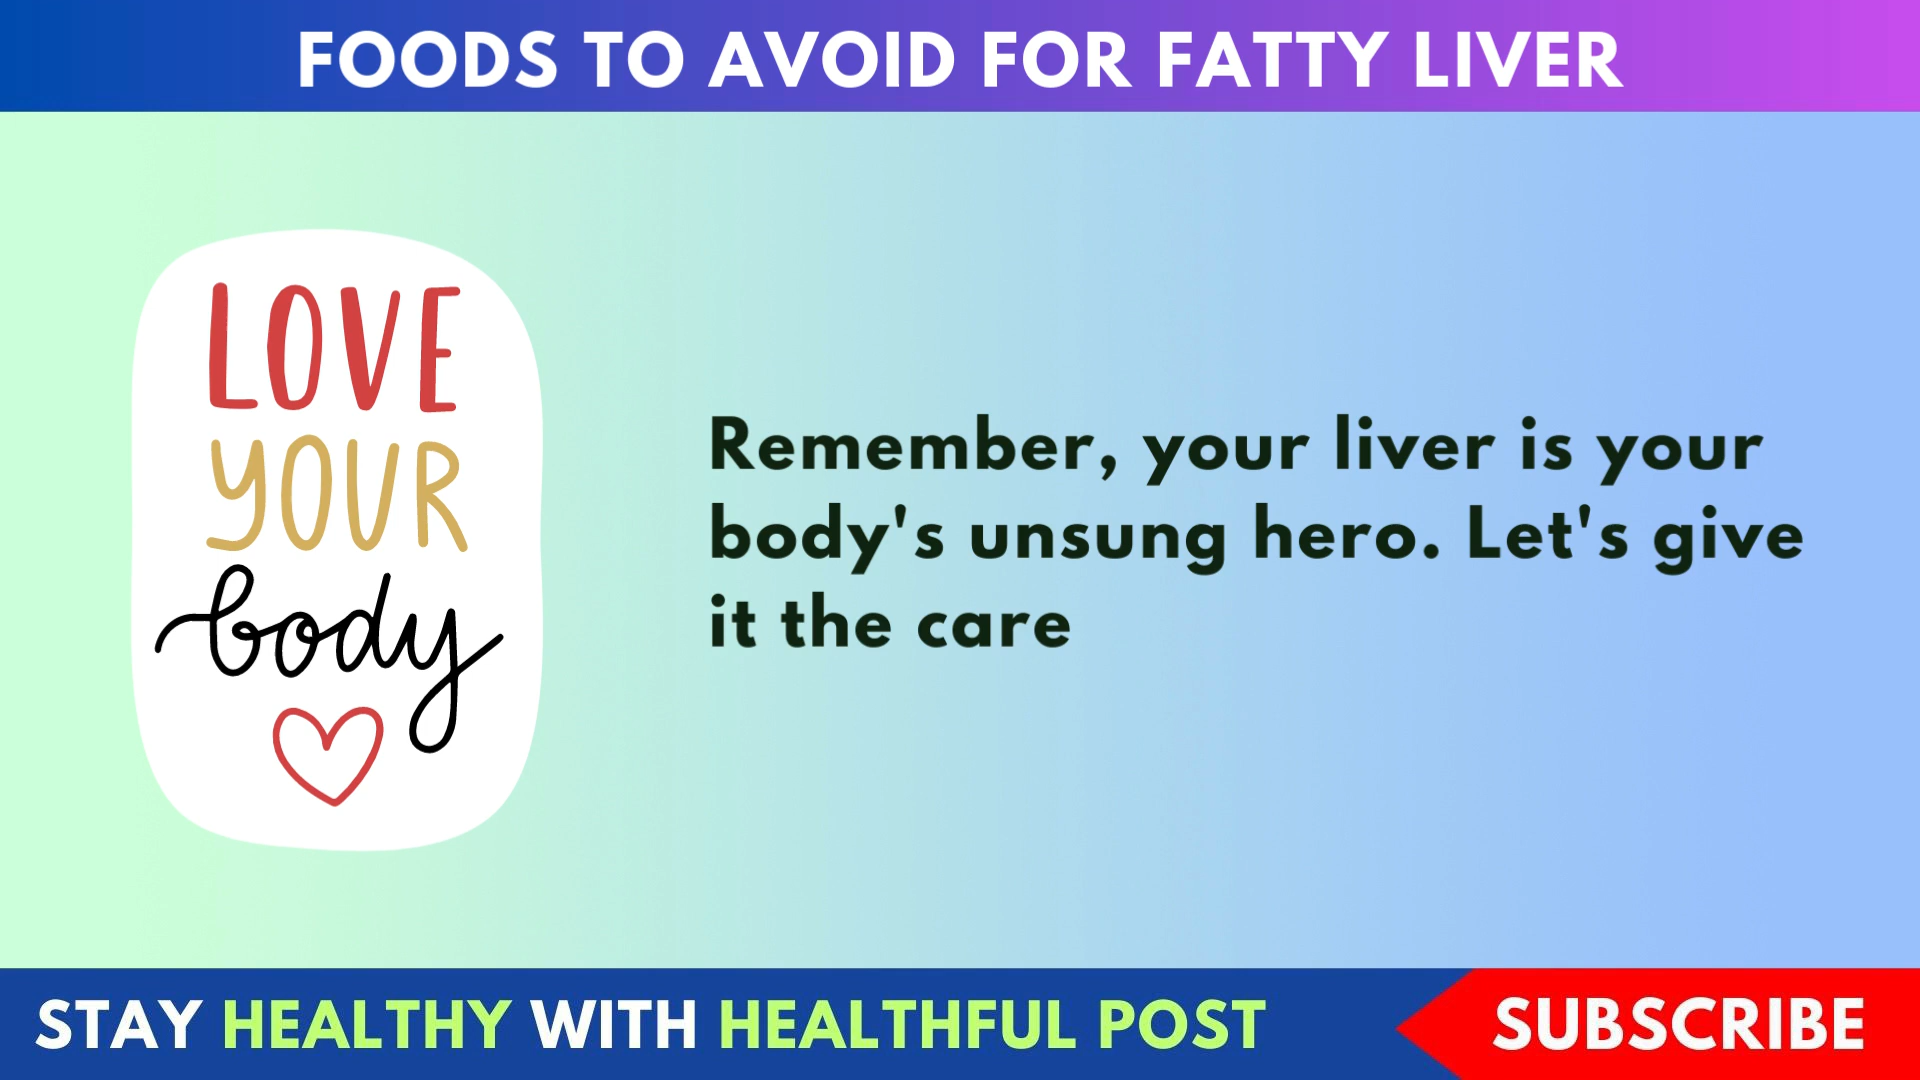 FOODS TO AVOID FOR FATTY LIVER
LOVE
YOUR
body
Remember, your liver is your
body's unsung hero. Let's give
it the care
STAY HEALTHY WITH HEALTHFUL POST
SUBSCRIBE